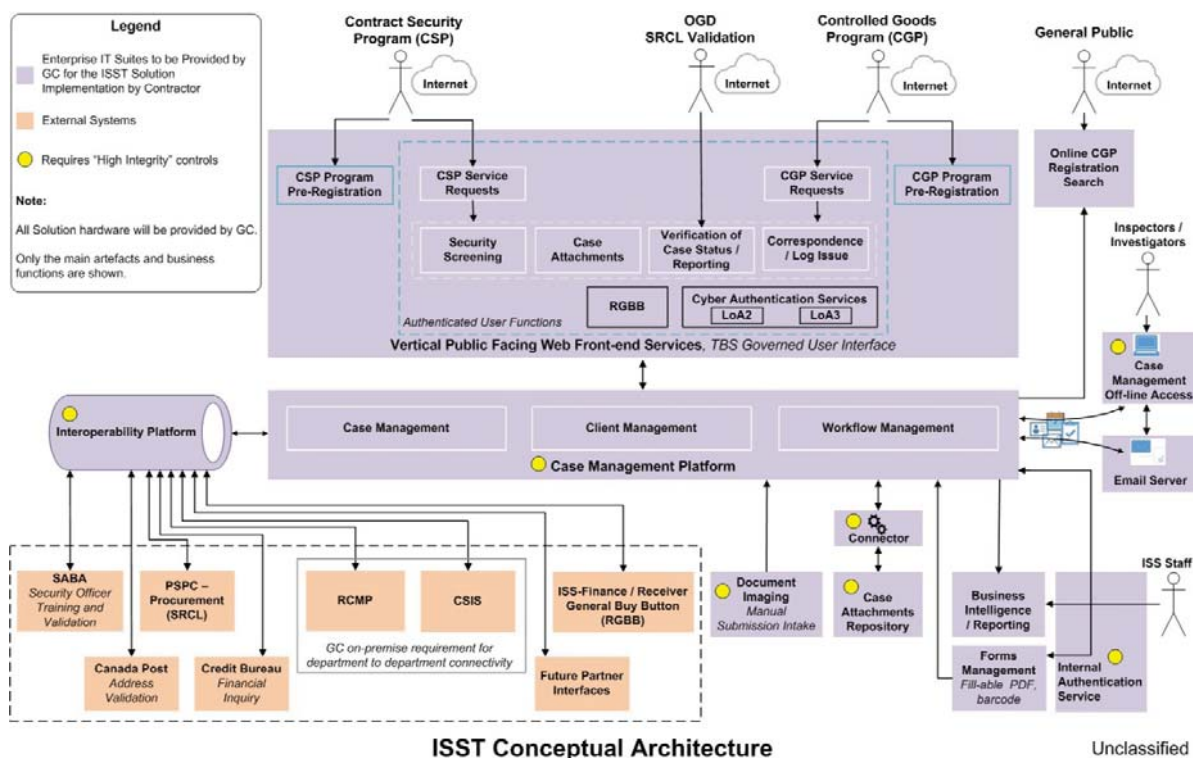 Legend
Enterprise IT Suites to be Provided by
GC for the ISST Solution
Implementation by Contractor
External Systems
Requires "High Integrity" controls
Note:
All Solution hardware will be provided by GC.
Only the main artefacts and business
functions are shown.
Contract Security
Program (CSP)
Internet
OGD
SRCL Validation
Internet
Controlled Goods
Program (CGP)
Internet
General Public
Internet
CSP Program
Pre-Registration
CSP Service
Requests
CGP Service
Requests
CGP Program
Pre-Registration
Online CGP
Registration
Search
Security
Screening
Case
Attachments
Verification of
Case Status /
Reporting
Correspondence
/ Log Issue
RGBB
Cyber Authentication Services
LoA2
LoA3
Authenticated User Functions
Vertical Public Facing Web Front-end Services, TBS Governed User Interface
Inspectors /
Investigators
Case
Management
Off-line Access
Email Server
Interoperability Platform
Case Management
Client Management
Workflow Management
Case Management Platform
SABA
Security Officer
Training and
Validation
PSPC –
Procurement
(SRCL)
RCMP
CSIS
GC on-premise requirement for
department to department connectivity
ISS-Finance / Receiver
General Buy Button
(RGBB)
Canada Post
Address
Validation
Credit Bureau
Financial
Inquiry
Future Partner
Interfaces
Document
Imaging
Manual
Submission Intake
Connector
Case
Attachments
Repository
Business
Intelligence
/ Reporting
Forms
Management
Fill-able PDF,
barcode
ISS Staff
Internal
Authentication
Service
ISST Conceptual Architecture
Unclassified